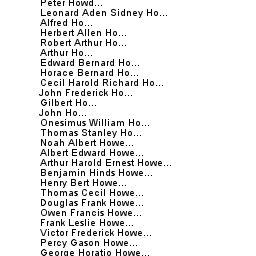 Peter Howd...
Leonard Aden Sidney Ho...
Alfred Ho...
Herbert Allen Ho...
Robert Arthur Ho...
Arthur Ho...
Edward Bernard Ho...
Horace Bernard Ho...
Cecil Harold Richard Ho...
John Frederick Ho...
Gilbert Ho...
John Ho...
Onesimus William Ho...
Thomas Stanley Ho...
Noah Albert Howe...
Albert Edward Howe...
Arthur Harold Ernest Howe...
Benjamin Hinds Howe...
Henry Bert Howe...
Thomas Cecil Howe...
Douglas Frank Howe...
Owen Francis Howe...
Frank Leslie Howe...
Victor Frederick Howe...
Percy Gason Howe...
George Horatio Howe...